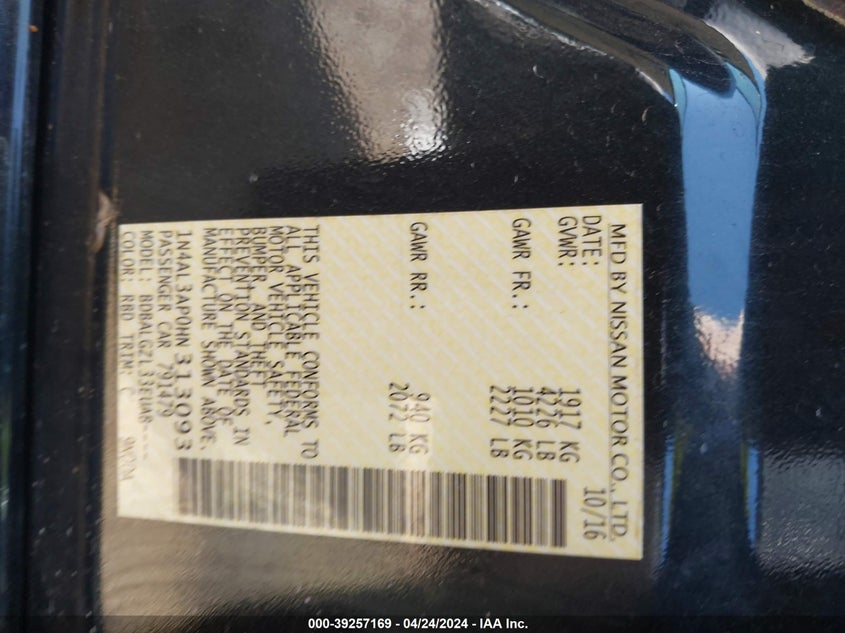 MFD BY NISSAN MOTOR CO., LTD.
DATE: 10/16
GVWR: 1917 KG
4226 LB
GAWR FR.: 1010 KG
2227 LB
GAWR RR.: 940 KG
2072 LB
THIS VEHICLE CONFORMS TO
ALL APPLICABLE FEDERAL
MOTOR VEHICLE SAFETY,
BUMPER, AND THEFT
PREVENTION STANDARDS IN
EFFECT ON THE DATE OF
MANUFACTURE SHOWN ABOVE.
1N4AL3AP0HN313093
PASSENGER CAR 791479
MODEL: BDBALGZL33EUA8---
COLOR: RBD TRIM: C
000-39257169 - 04/24/2024 - IAA Inc.